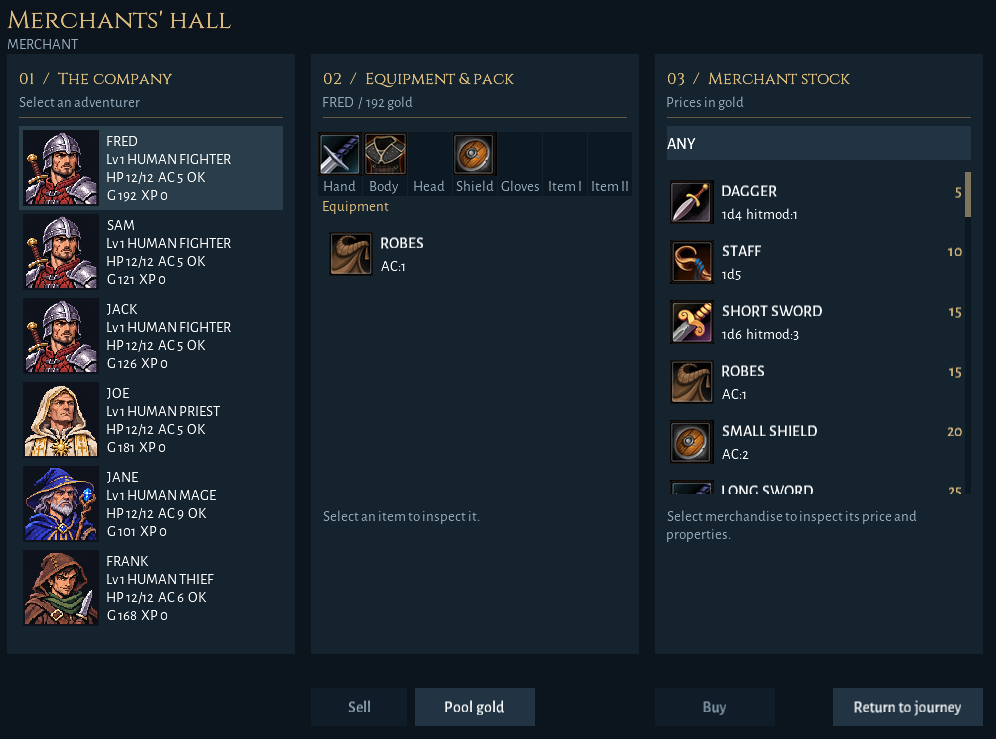 Merchants' hall
MERCHANT
01 / The company
Select an adventurer
FRED
Lv1 HUMAN FIGHTER
HP 12/12 AC 5 OK
G 192 XP 0
SAM
Lv1 HUMAN FIGHTER
HP 12/12 AC 5 OK
G 121 XP 0
JACK
Lv1 HUMAN FIGHTER
HP 12/12 AC 5 OK
G 126 XP 0
JOE
Lv1 HUMAN PRIEST
HP 12/12 AC 5 OK
G 181 XP 0
JANE
Lv1 HUMAN MAGE
HP 12/12 AC 9 OK
G 101 XP 0
FRANK
Lv1 HUMAN THIEF
HP 12/12 AC 6 OK
G 168 XP 0
02 / Equipment & pack
FRED / 192 gold
Hand Body Head Shield Gloves Item I Item II
Equipment
ROBES
AC:1
Select an item to inspect it.
03 / Merchant stock
Prices in gold
ANY
DAGGER 5
1d4 hitmod:1
STAFF 10
1d5
SHORT SWORD 15
1d6 hitmod:3
ROBES 15
AC:1
SMALL SHIELD 20
AC:2
LONG SWORD 25
Select merchandise to inspect its price and
properties.
Sell
Pool gold
Buy
Return to journey